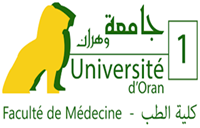 جامعة
وهران
1
Université
d'Oran
Faculté de Médecine - كلية الطب